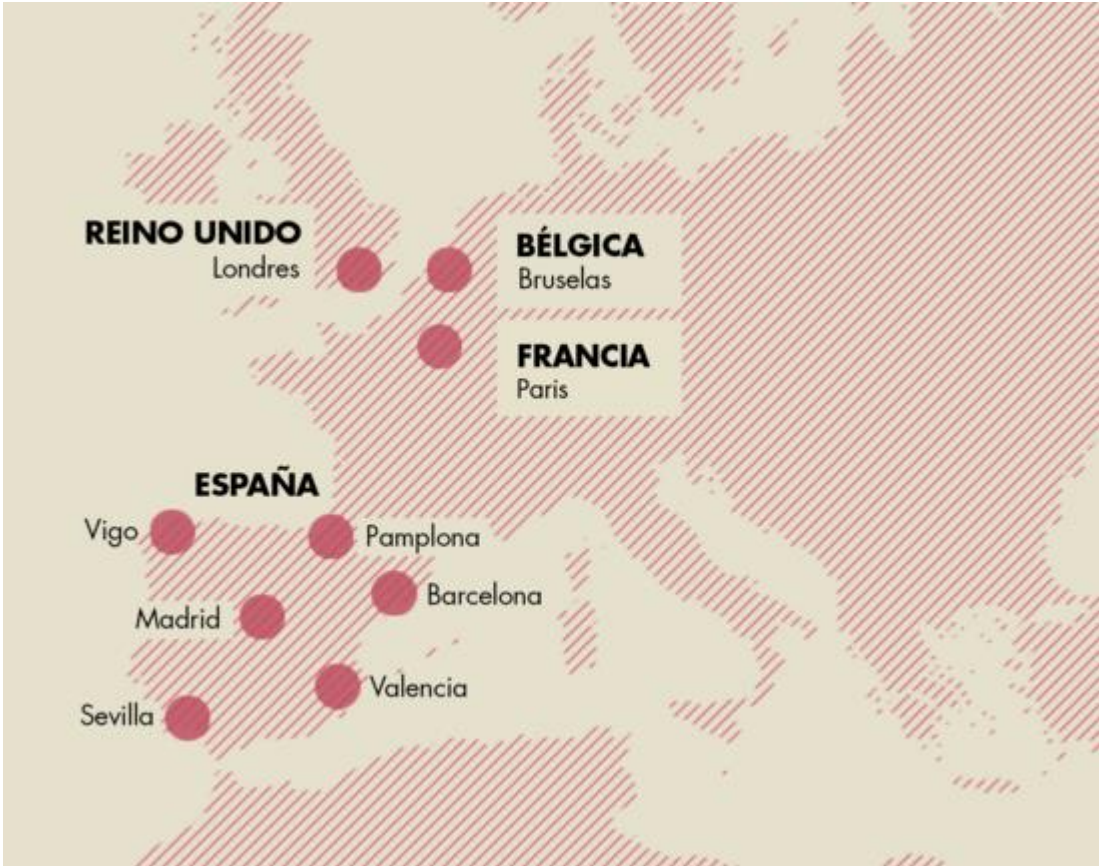 REINO UNIDO
Londres
BÉLGICA
Bruselas
FRANCIA
Paris
ESPAÑA
Vigo
Pamplona
Barcelona
Madrid
Valencia
Sevilla